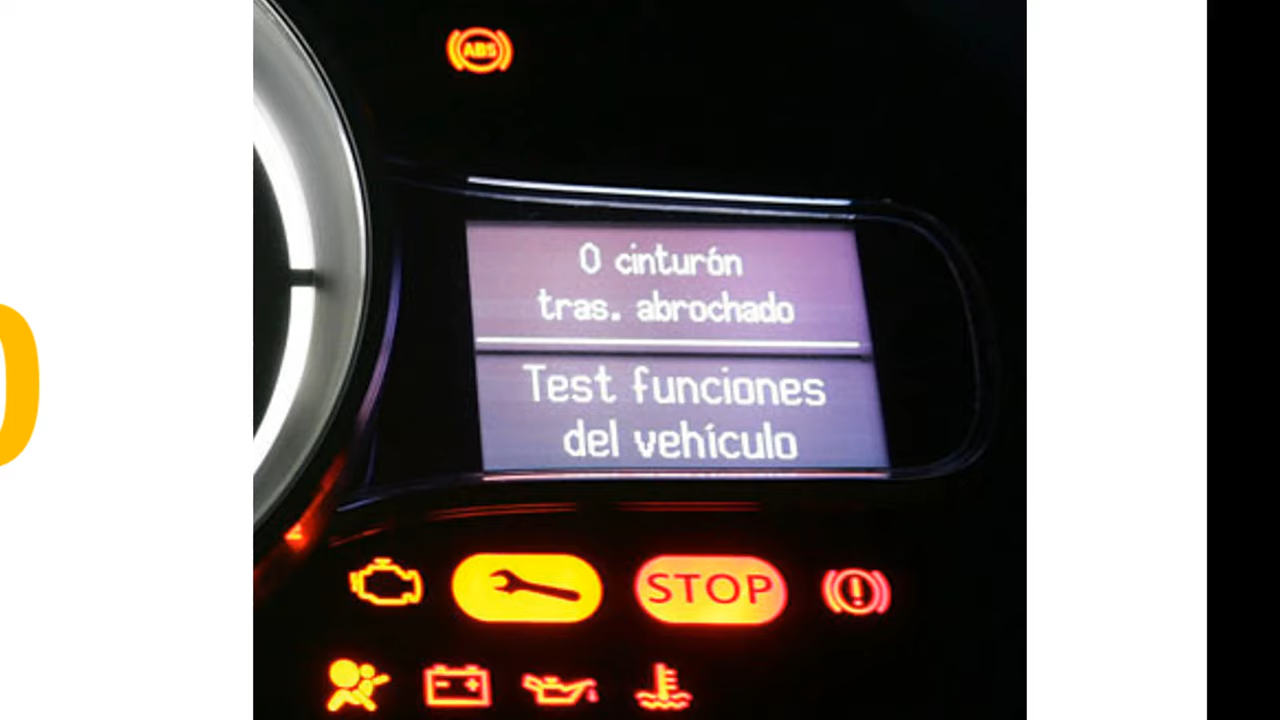 ABS
0 cinturón
tras. abrochado
Test funciones
del vehículo
STOP